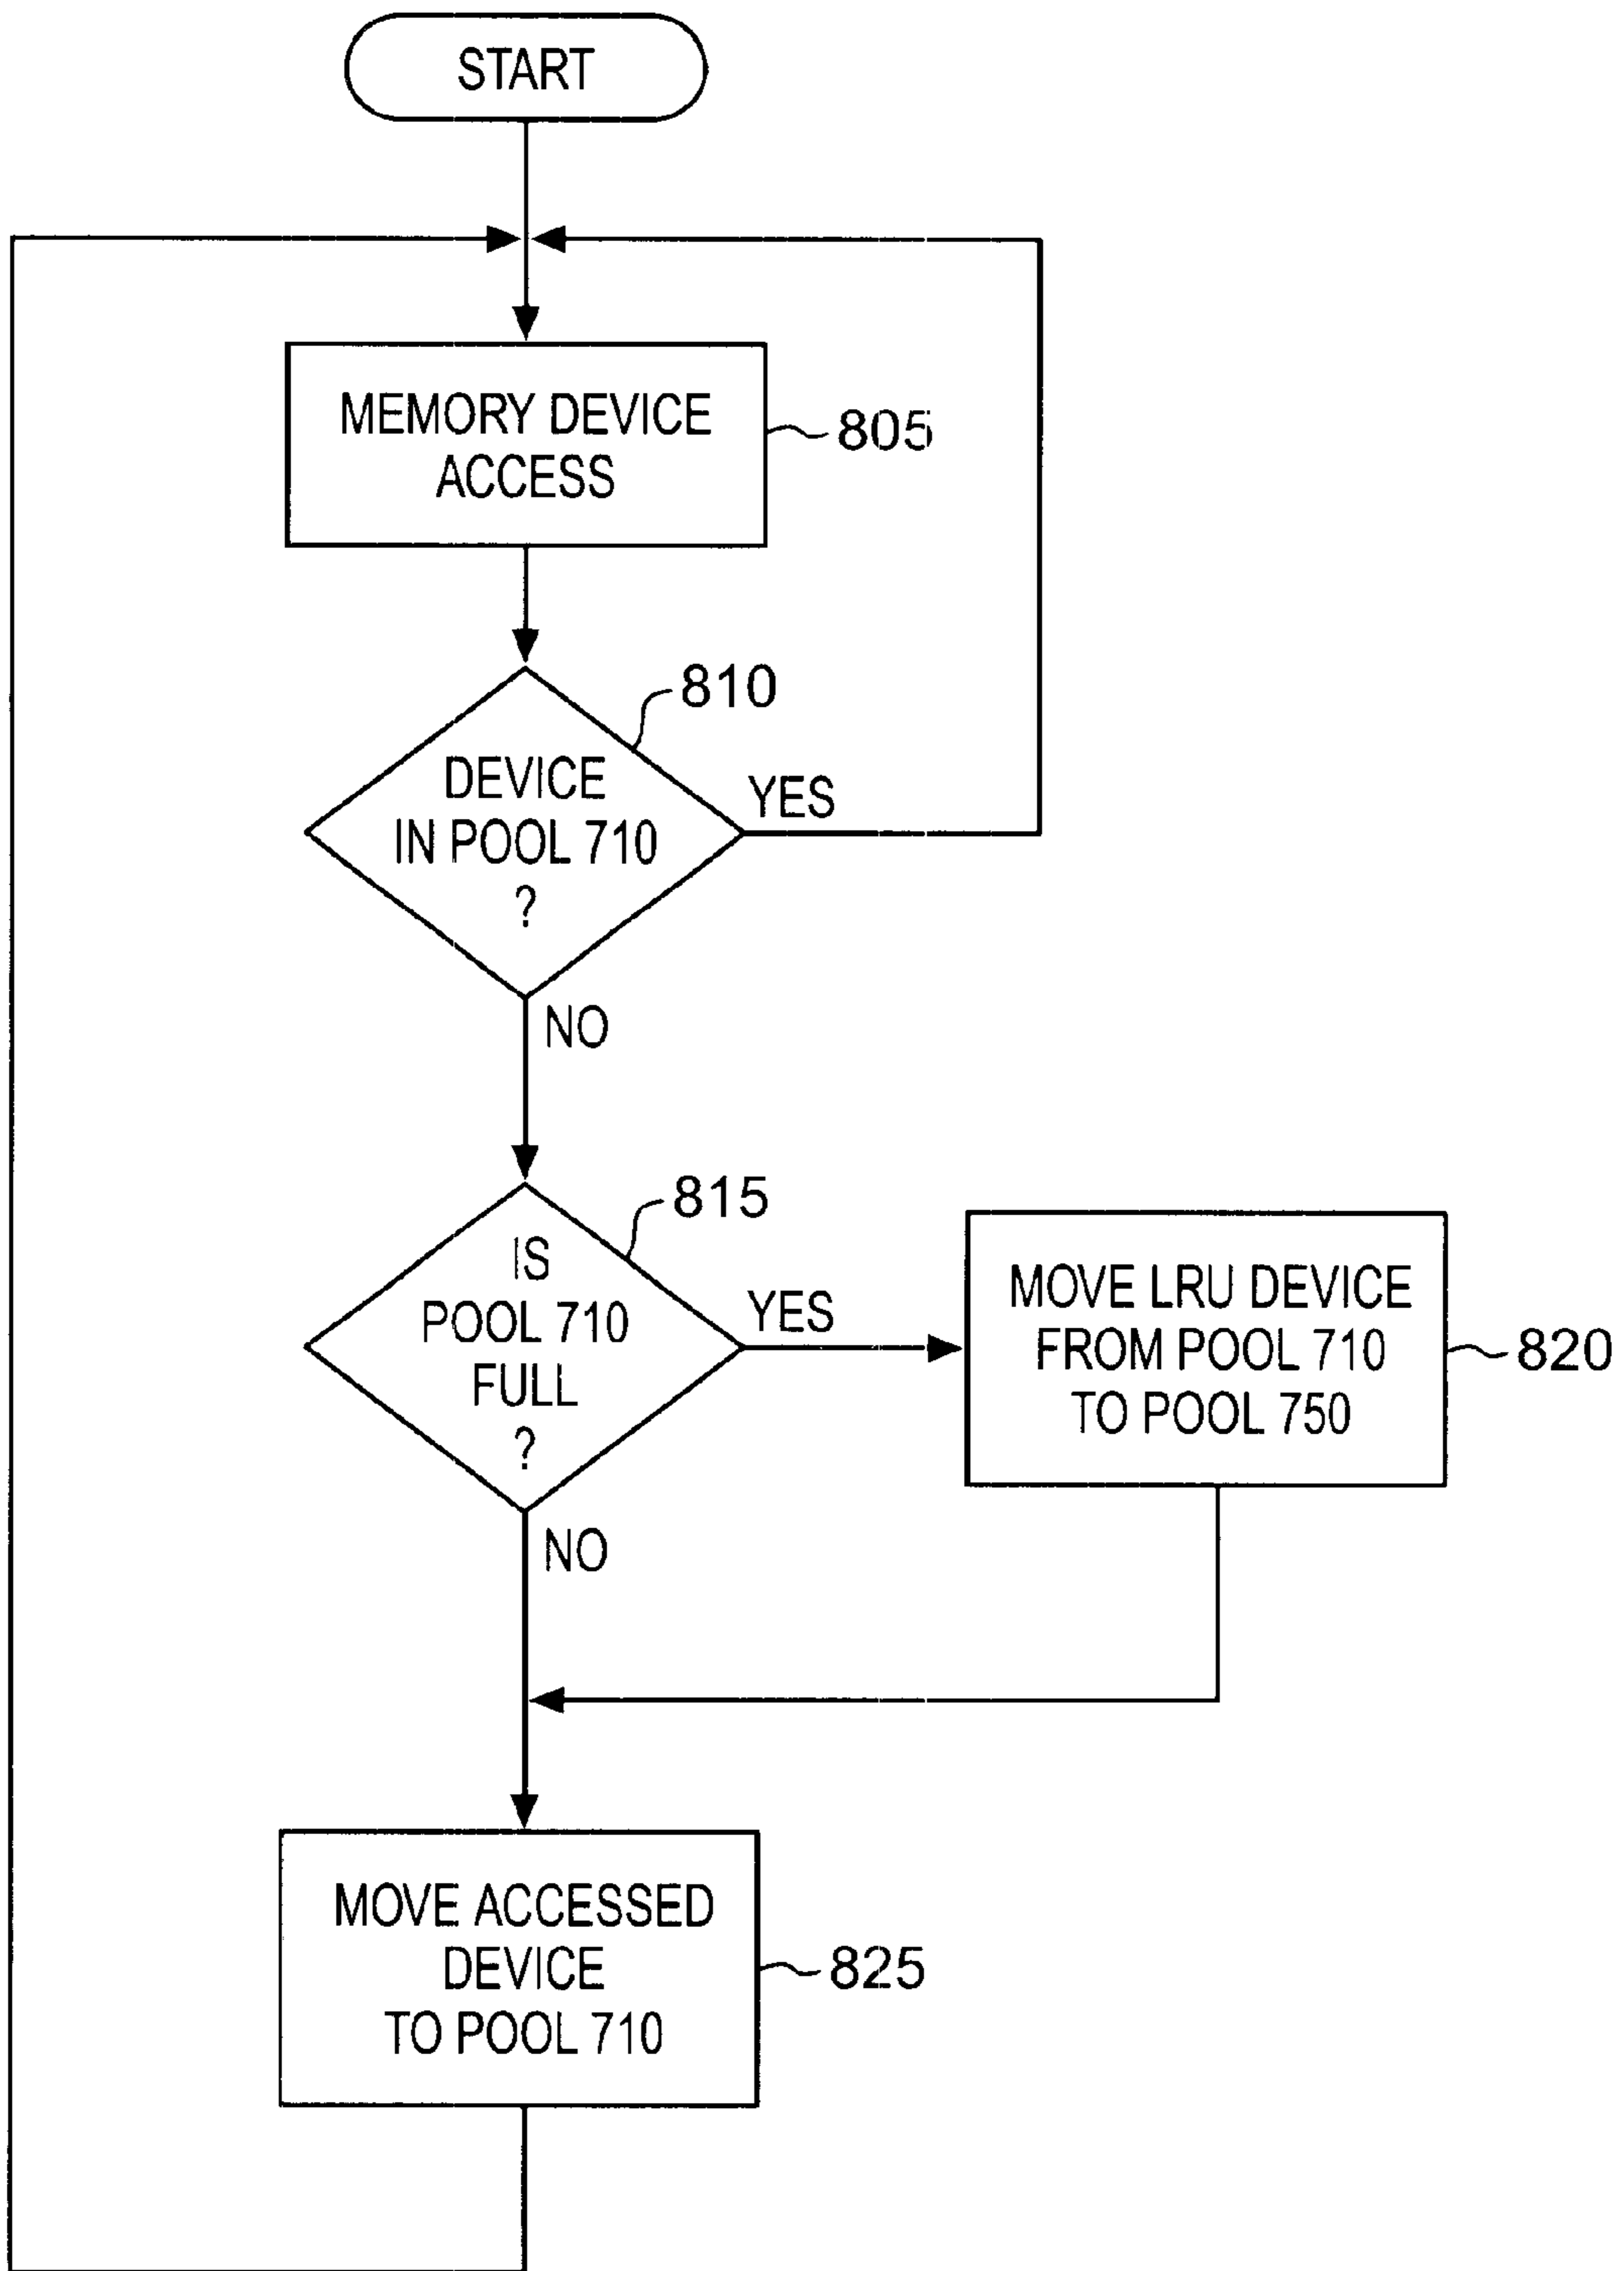 START
MEMORY DEVICE
ACCESS
805
810
DEVICE
IN POOL 710
?
YES
NO
815
IS
POOL 710
FULL
?
YES
MOVE LRU DEVICE
FROM POOL 710
TO POOL 750
820
NO
MOVE ACCESSED
DEVICE
TO POOL 710
825